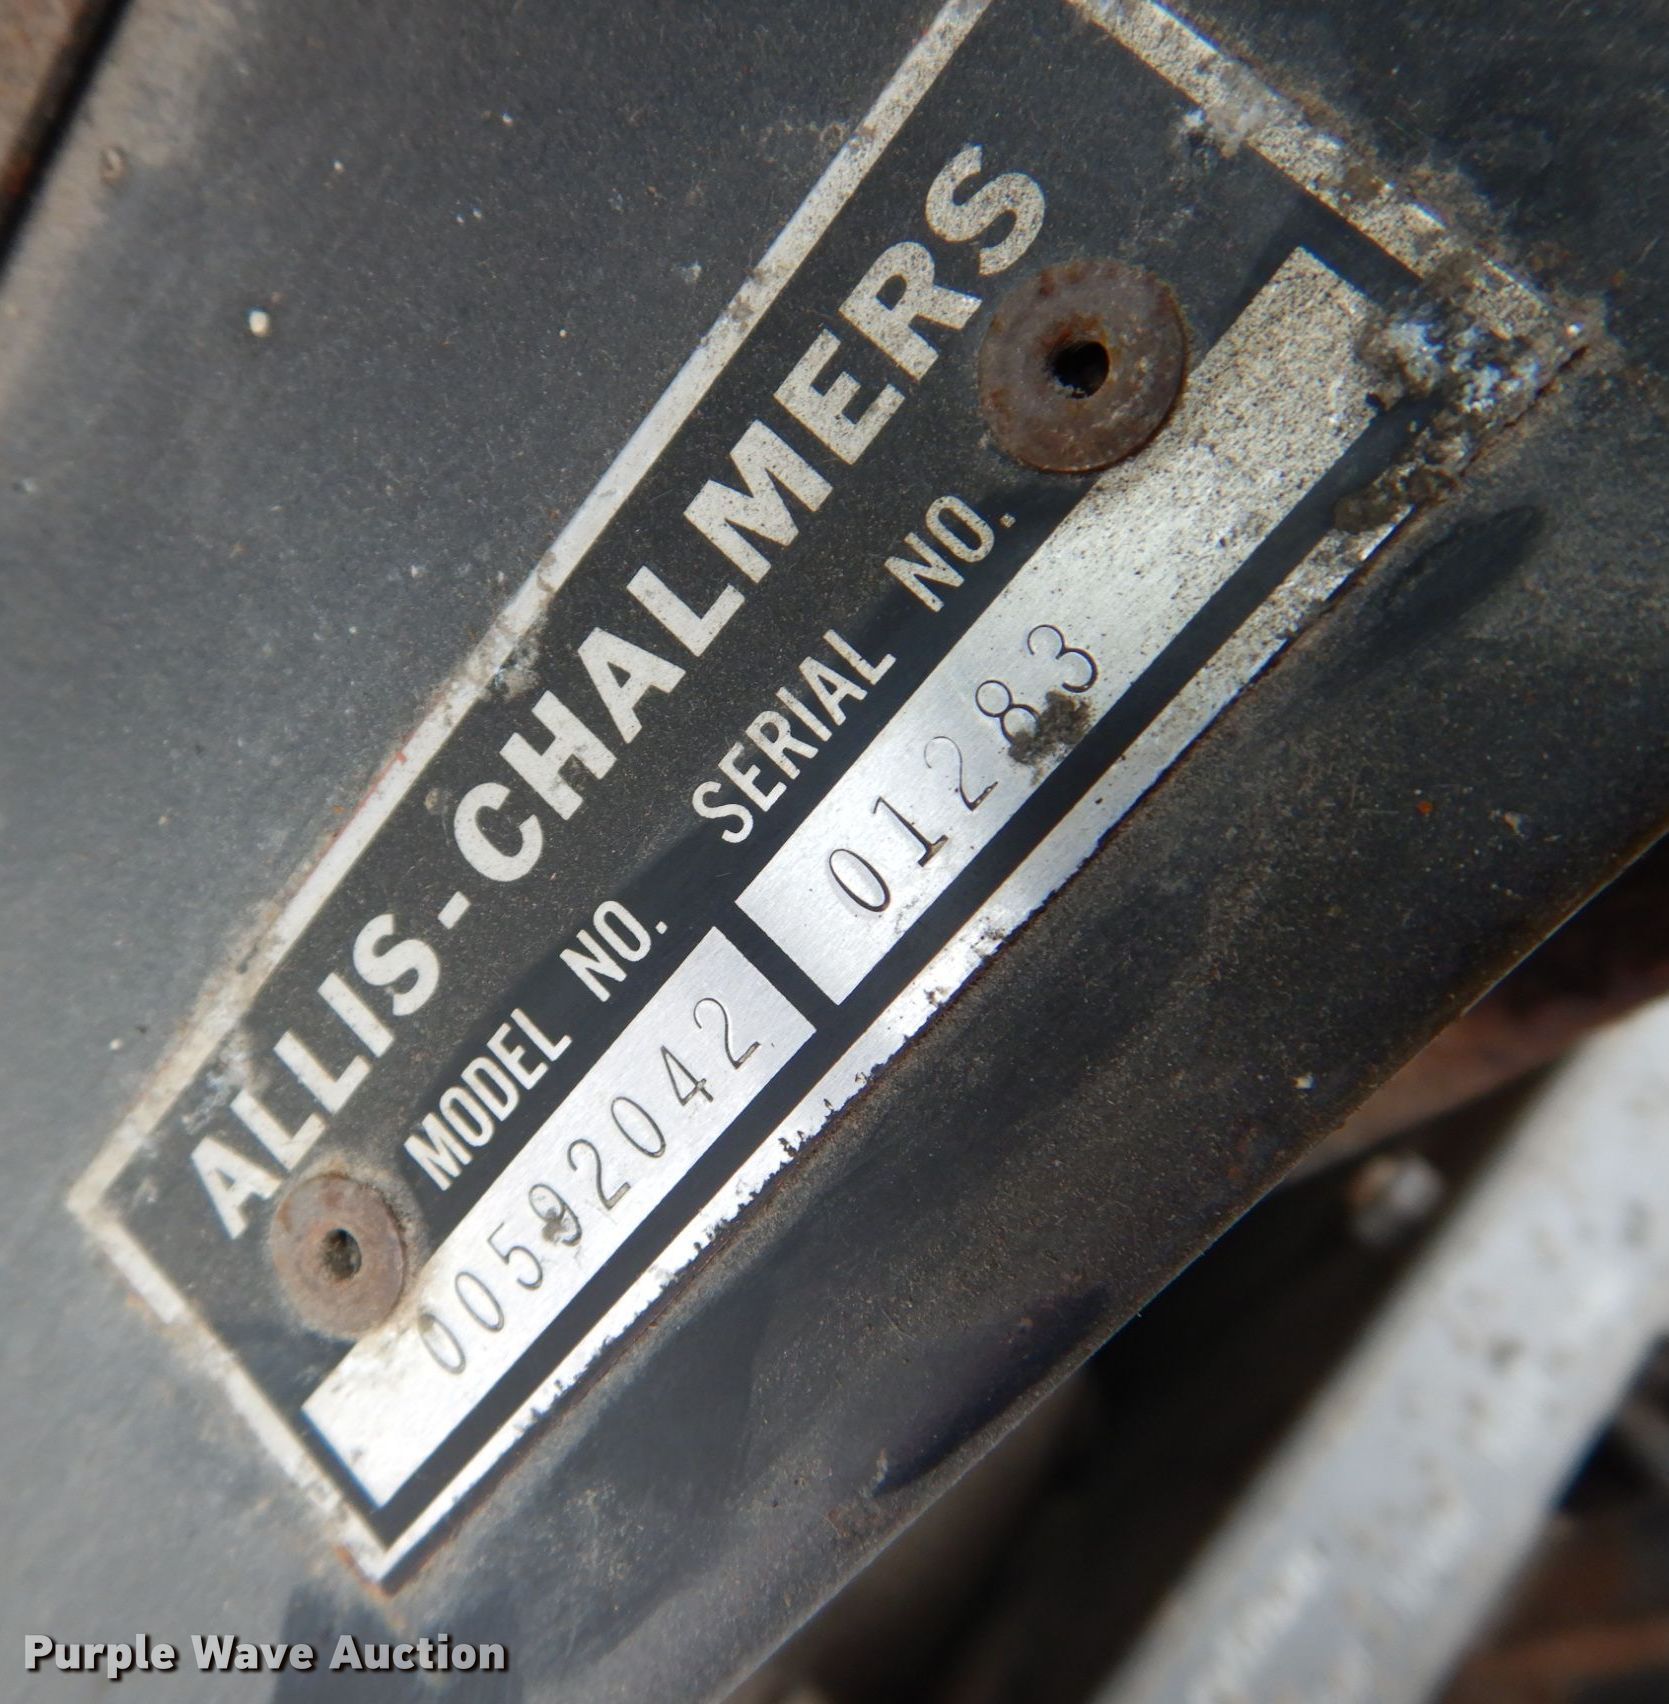 ALLIS-CHALMERS
MODEL NO. SERIAL NO.
00592042 01283
Purple Wave Auction